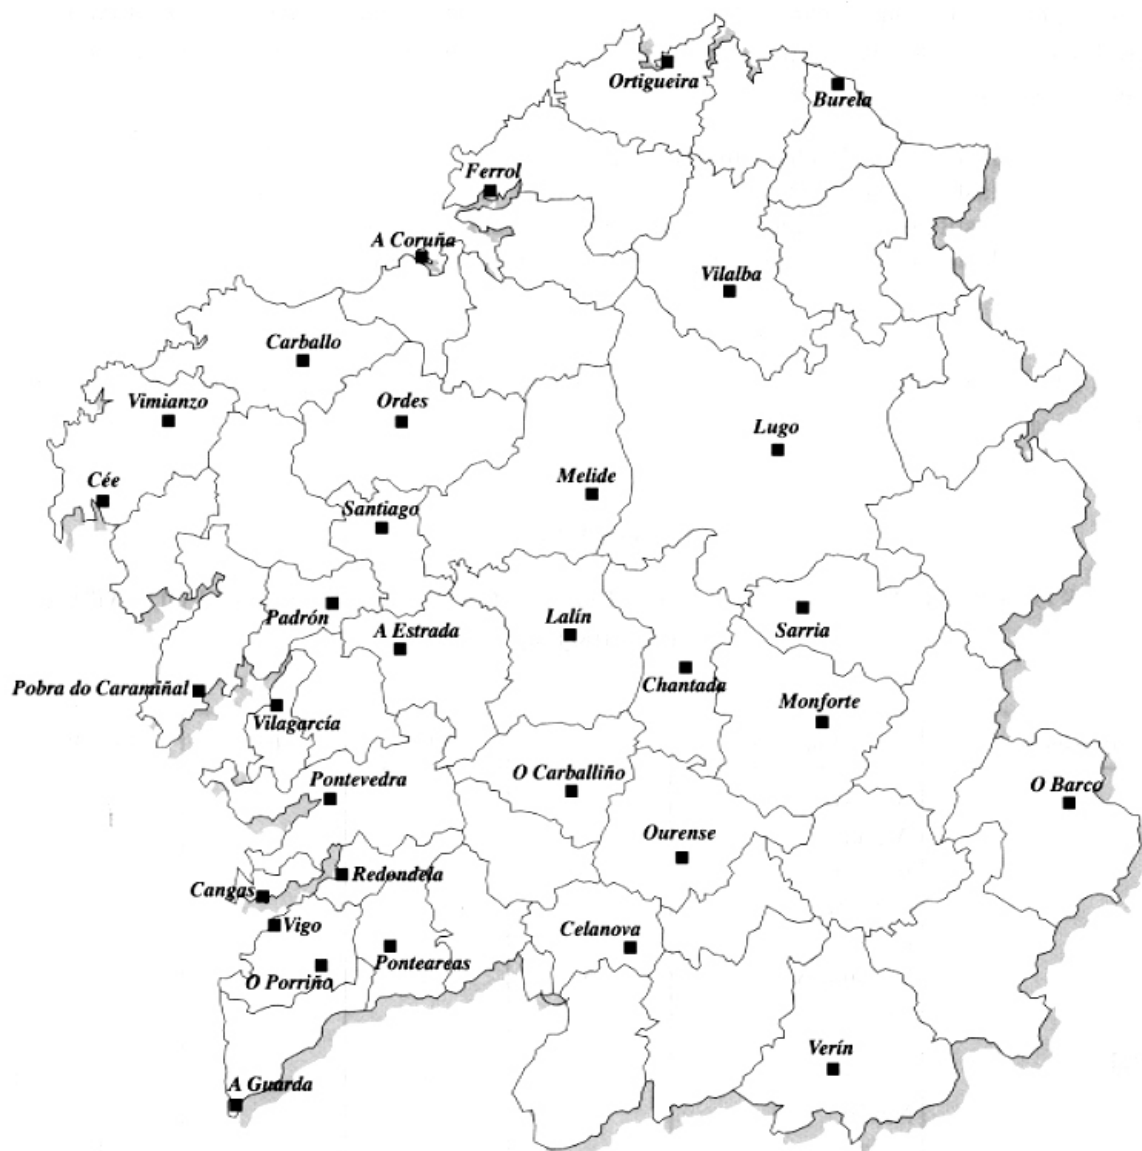 Ortigueira
Burela
Ferrol
A Coruña
Vilalba
Carballo
Vimianzo
Ordes
Lugo
Cée
Melide
Santiago
Padrón
A Estrada
Lalín
Sarria
Pobra do Caramiñal
Chantada
Vilagarcía
Monforte
Pontevedra
O Carballiño
O Barco
Ourense
Redondela
Cangas
Vigo
Celanova
Ponteareas
O Porriño
Verín
A Guarda